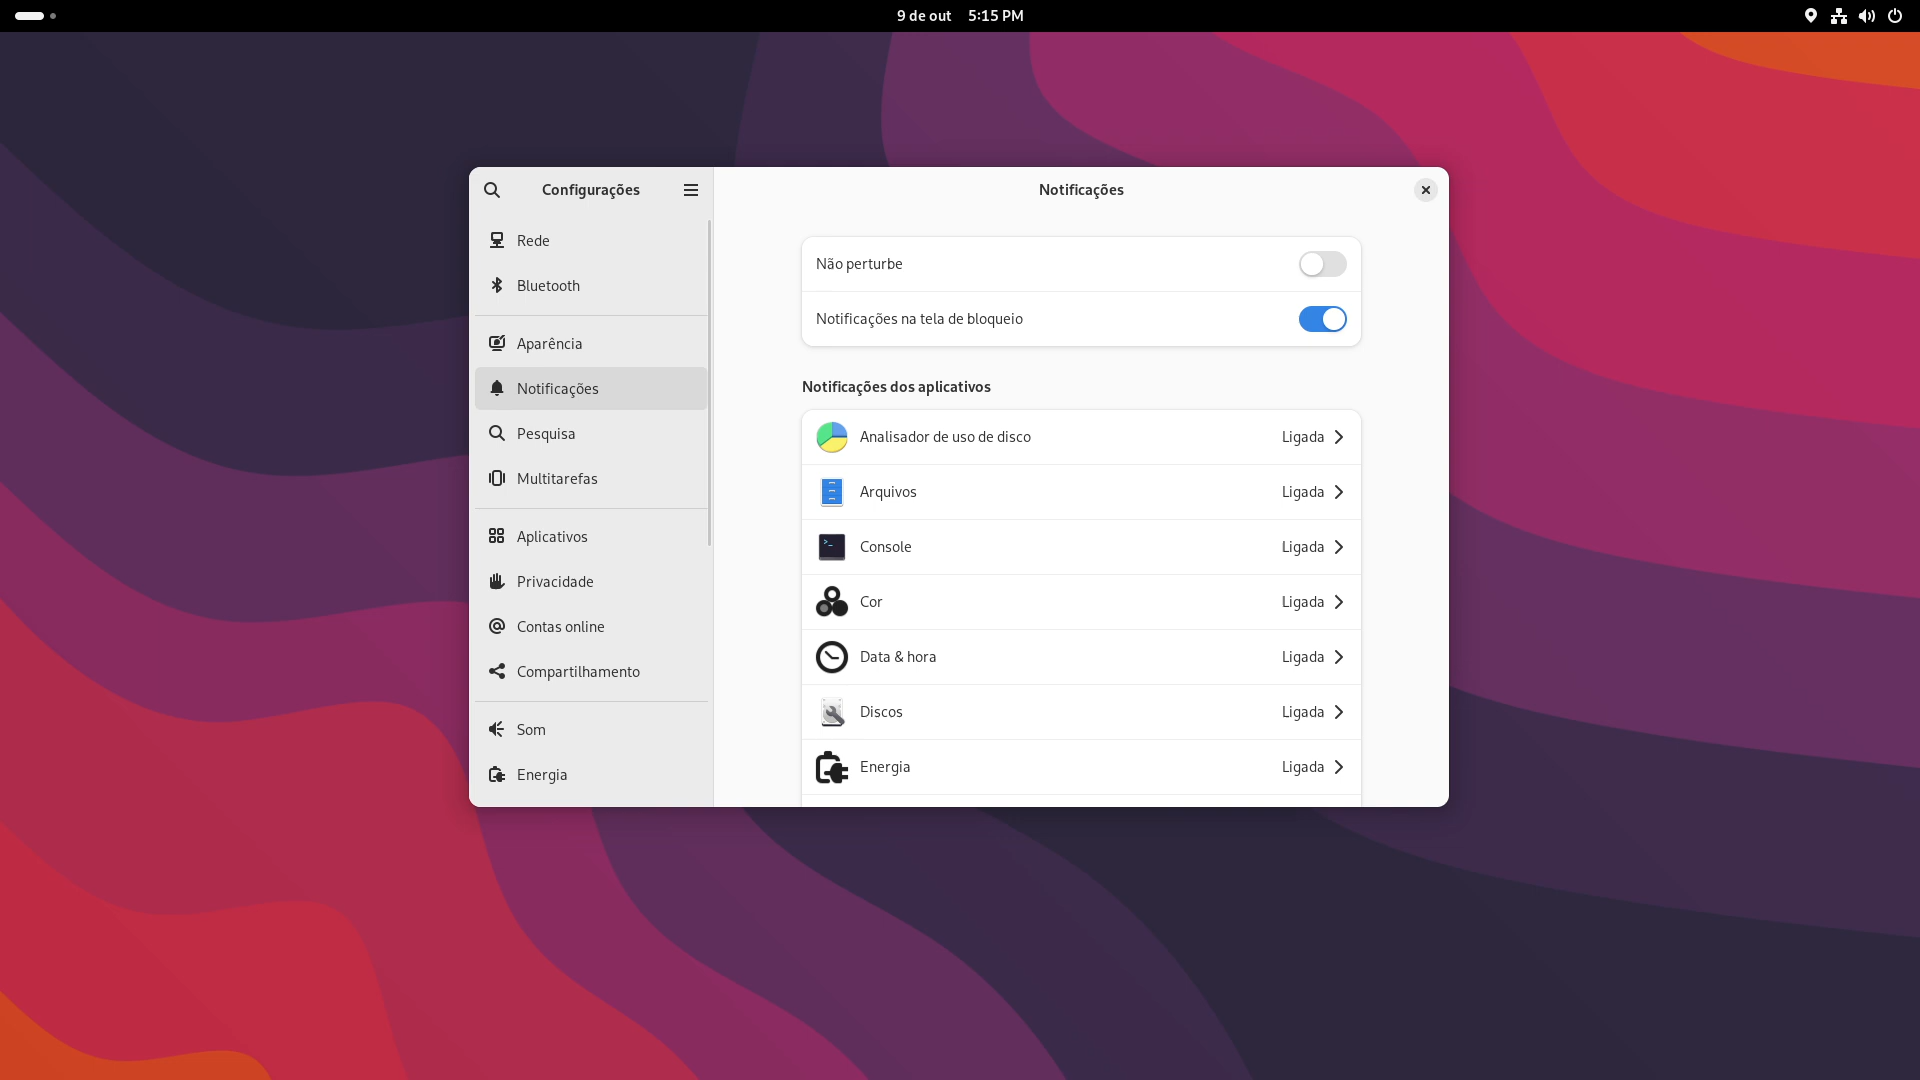 9 de out 5:15 PM
Configurações
Notificações
Rede
Bluetooth
Aparência
Notificações
Pesquisa
Multitarefas
Aplicativos
Privacidade
Contas online
Compartilhamento
Som
Energia
Não perturbe
Notificações na tela de bloqueio
Notificações dos aplicativos
Analisador de uso de disco Ligada
Arquivos Ligada
Console Ligada
Cor Ligada
Data & hora Ligada
Discos Ligada
Energia Ligada